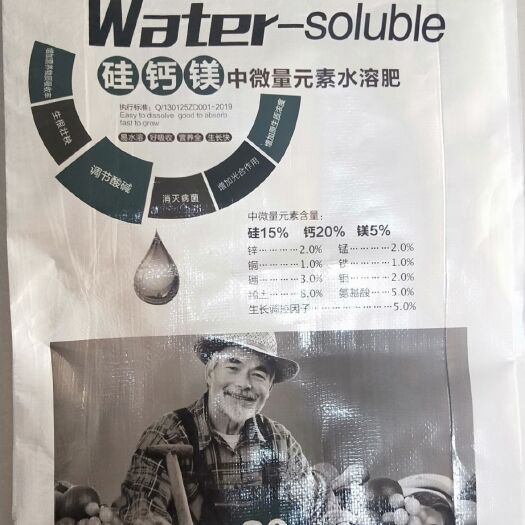 Water-soluble
硅钙镁中微量元素水溶肥
执行标准：Q/130125ZD001-2019
Easy to dissolve good to absorb
fast to grow
易水溶 好吸收 营养全 生长快
生根壮秧
调节酸碱
消灭病菌
增加光合作用
中微量元素含量：
硅15% 钙20% 镁5%
锌…………2.0% 锰…………2.0%
铜…………1.0% 铁…………1.0%
硼…………3.0% 钼…………2.0%
稀土………8.0% 氨基酸…5.0%
生长调控因子………………………5.0%